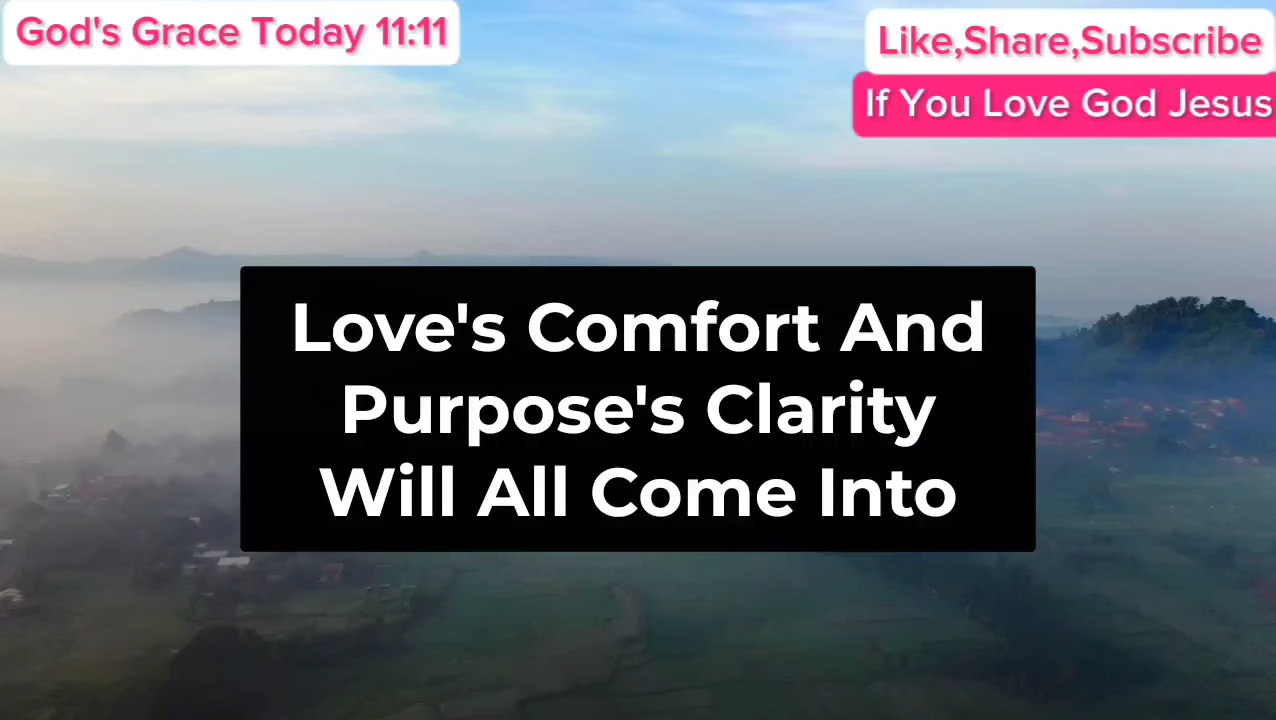 God's Grace Today 11:11
Like,Share,Subscribe
If You Love God Jesus
Love's Comfort And
Purpose's Clarity
Will All Come Into